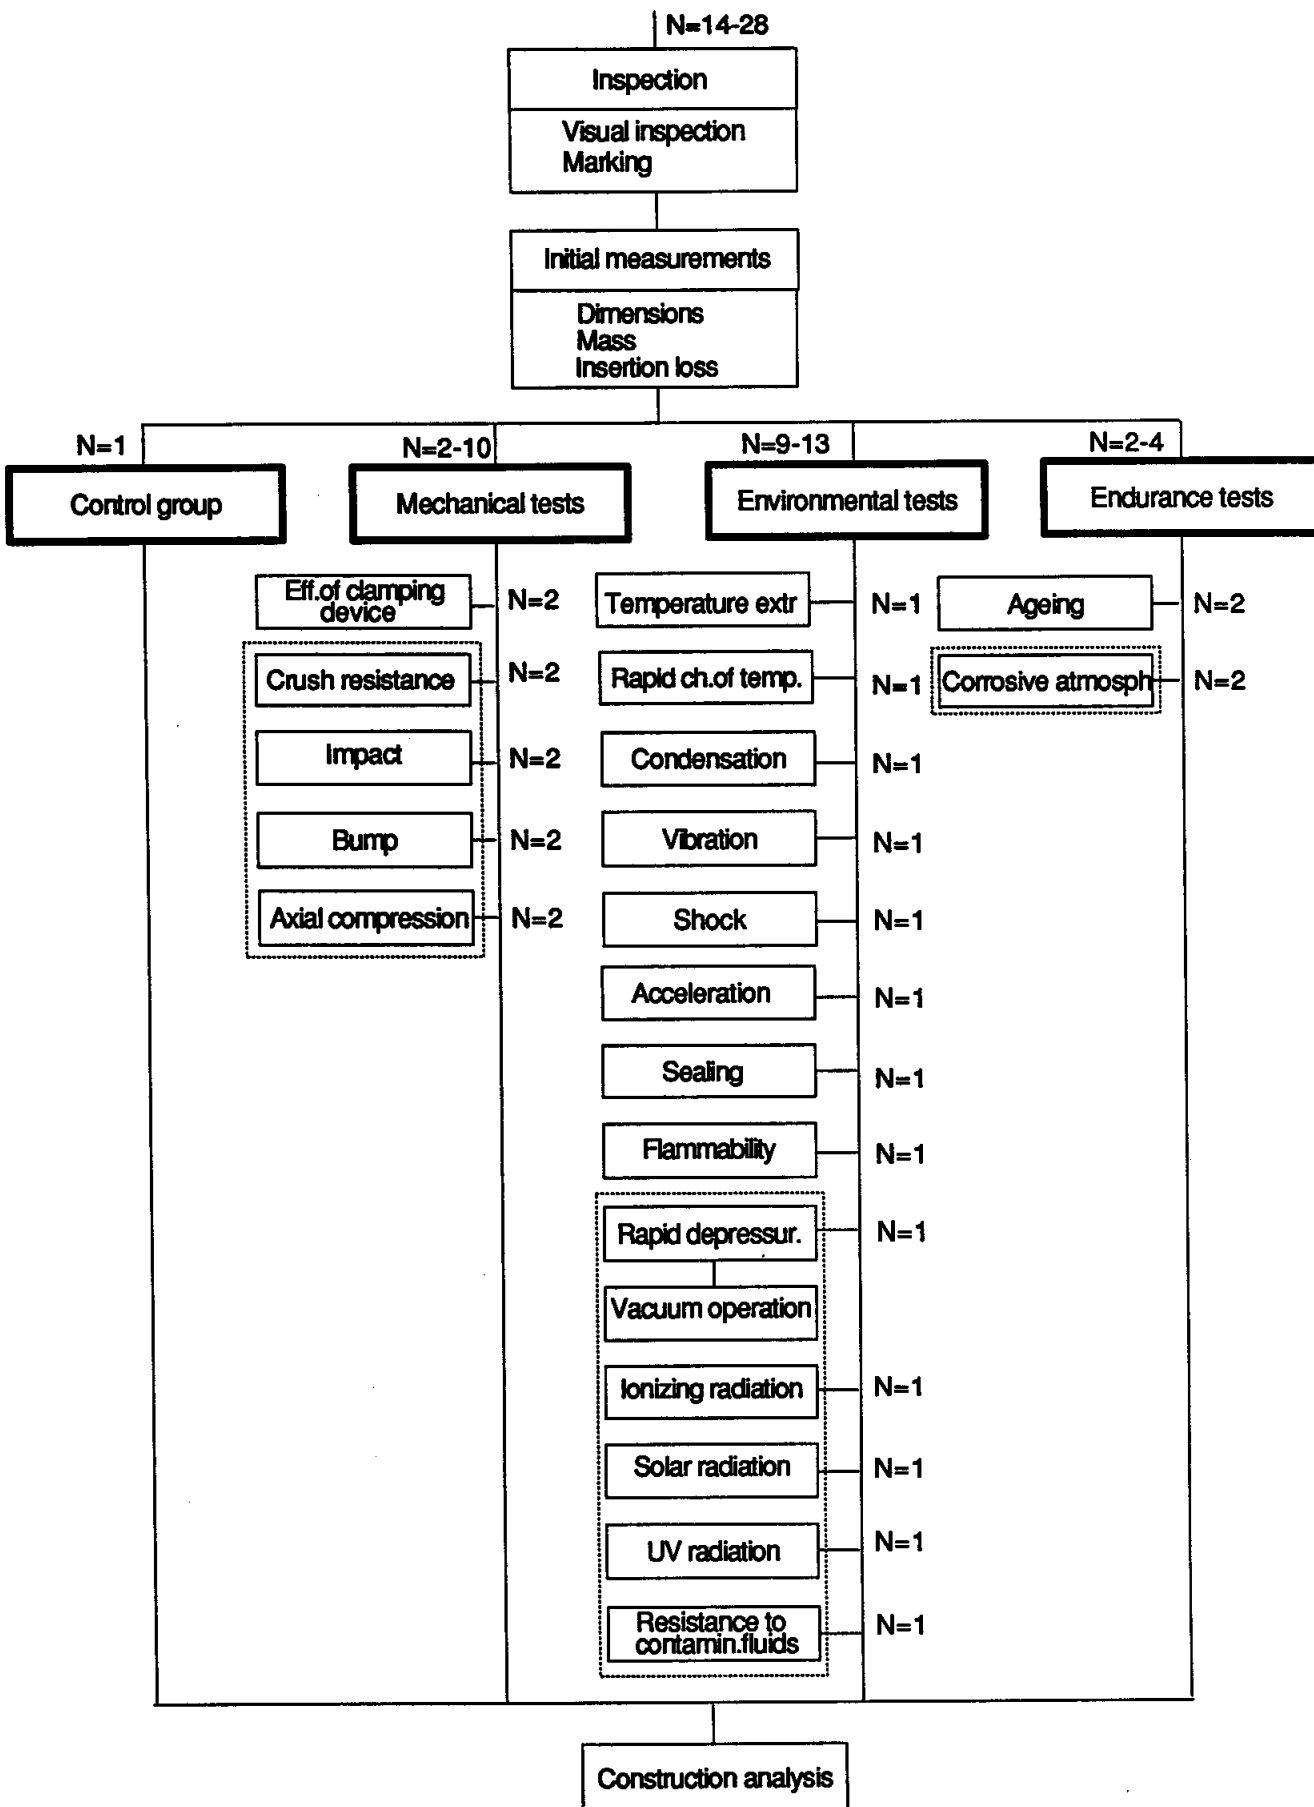 N=14-28
Inspection
Visual inspection
Marking
Initial measurements
Dimensions
Mass
Insertion loss
N=1
N=2-10
N=9-13
N=2-4
Control group
Mechanical tests
Environmental tests
Endurance tests
Eff.of clamping
device
N=2
Crush resistance
N=2
Impact
N=2
Bump
N=2
Axial compression
N=2
Temperature extr
N=1
Rapid ch.of temp.
N=1
Condensation
N=1
Vibration
N=1
Shock
N=1
Acceleration
N=1
Sealing
N=1
Flammability
N=1
Rapid depressur.
N=1
Vacuum operation
Ionizing radiation
N=1
Solar radiation
N=1
UV radiation
N=1
Resistance to
contamin.fluids
N=1
Ageing
N=2
Corrosive atmosph
N=2
Construction analysis